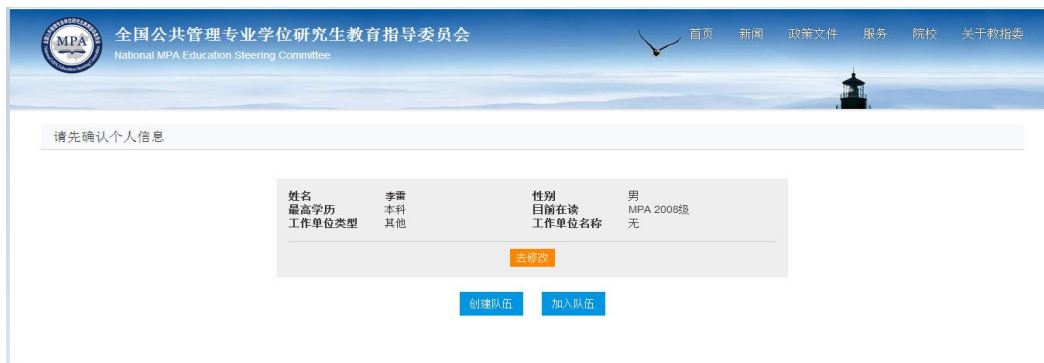 MPA
全国公共管理专业学位研究生教育指导委员会
National MPA Education Steering Committee
首页 新闻 政策文件 服务 院校 关于教指委
请先确认个人信息
姓名 李雷 性别 男
最高学历 本科 目前在读 MPA 2008级
工作单位类型 其他 工作单位名称 无
去修改
创建队伍 加入队伍